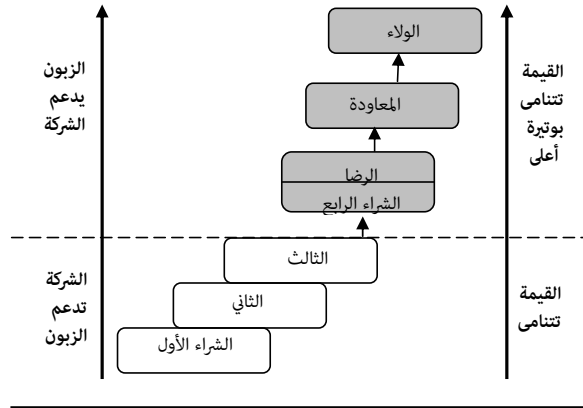 الولاء
المعاودة
الرضا
الشراء الرابع
الثالث
الثاني
الشراء الأول
القيمة
تتنامى
بوتيرة
أعلى
القيمة
تتنامى
الزبون
يدعم
الشركة
الشركة
تدعم
الزبون